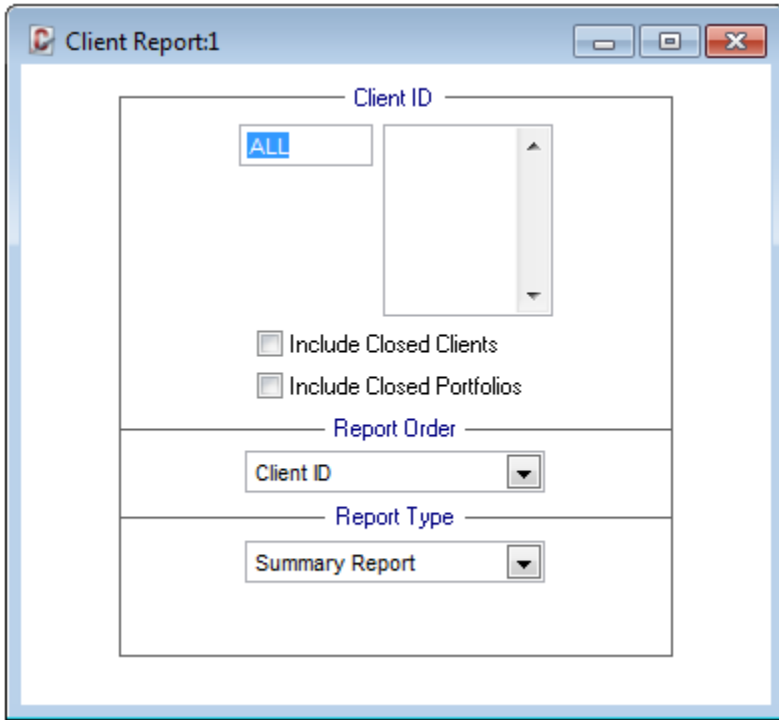 Client Report:1
Client ID
ALL
Include Closed Clients
Include Closed Portfolios
Report Order
Client ID
Report Type
Summary Report